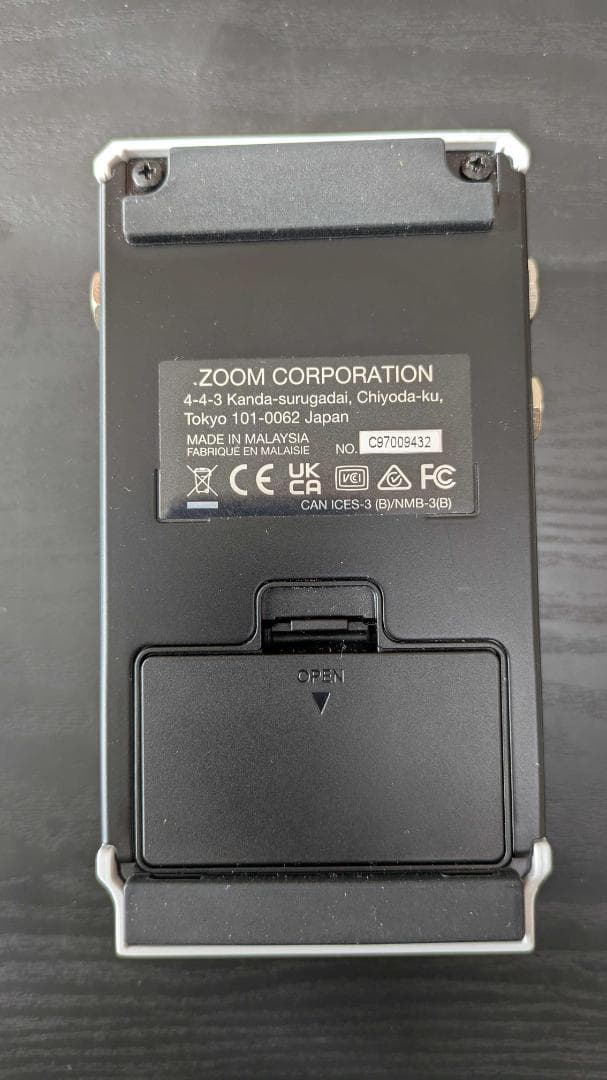 ZOOM CORPORATION
4-4-3 Kanda-surugadai, Chiyoda-ku,
Tokyo 101-0062 Japan
MADE IN MALAYSIA
FABRIQUÉ EN MALAISIE
NO. C97009432
CE UK CA VCI FC
CAN ICES-3 (B)/NMB-3(B)
OPEN